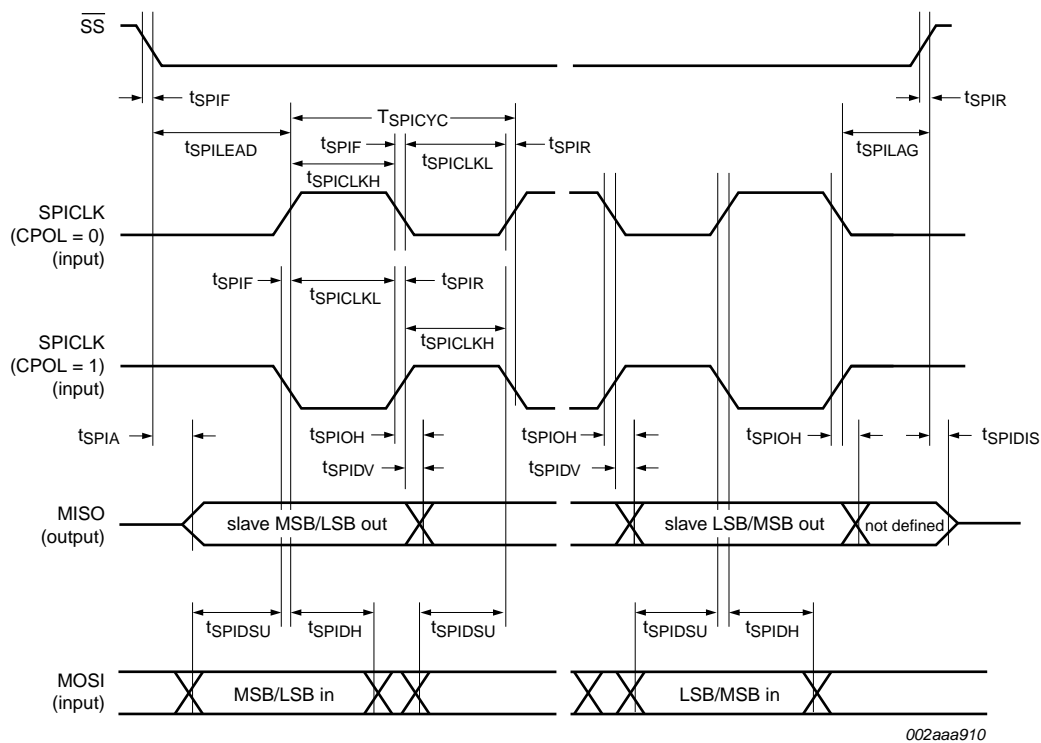 SS
tSPIF
tSPIR
TSPICYC
tSPILEAD
tSPIF
tSPICLKL
tSPIR
tSPILAG
tSPICLKH
SPICLK
(CPOL = 0)
(input)
tSPIF
tSPICLKL
tSPIR
SPICLK
(CPOL = 1)
(input)
tSPICLKH
tSPIA
tSPIOH
tSPIOH
tSPIOH
tSPIDIS
tSPIDV
tSPIDV
MISO
(output)
slave MSB/LSB out
slave LSB/MSB out
not defined
tSPIDSU
tSPIDH
tSPIDSU
tSPIDSU
tSPIDH
MOSI
(input)
MSB/LSB in
LSB/MSB in
002aaa910